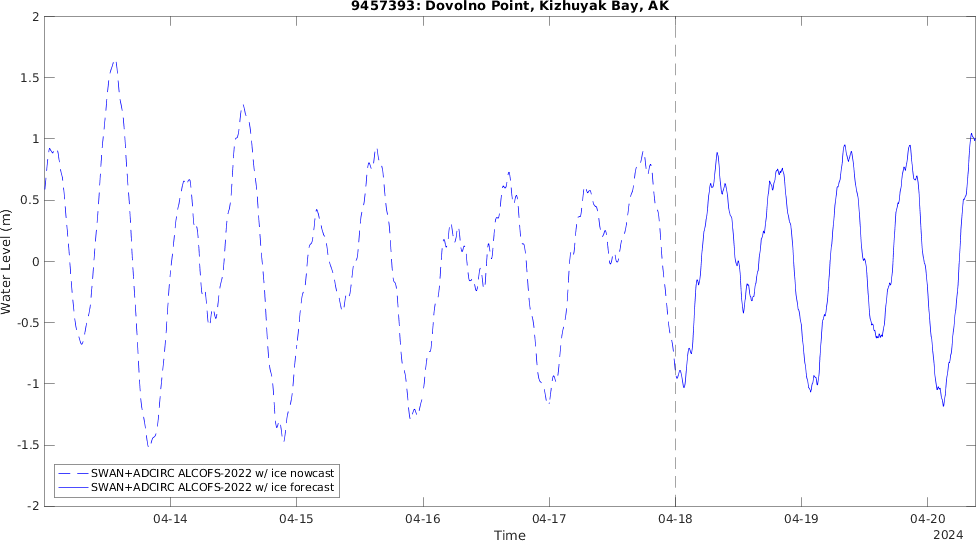 9457393: Dovolno Point, Kizhuyak Bay, AK
2
1.5
1
0.5
0
-0.5
-1
-1.5
-2
Water Level (m)
SWAN+ADCIRC ALCOFS-2022 w/ ice nowcast
SWAN+ADCIRC ALCOFS-2022 w/ ice forecast
04-14 04-15 04-16 04-17 04-18 04-19 04-20
Time
2024